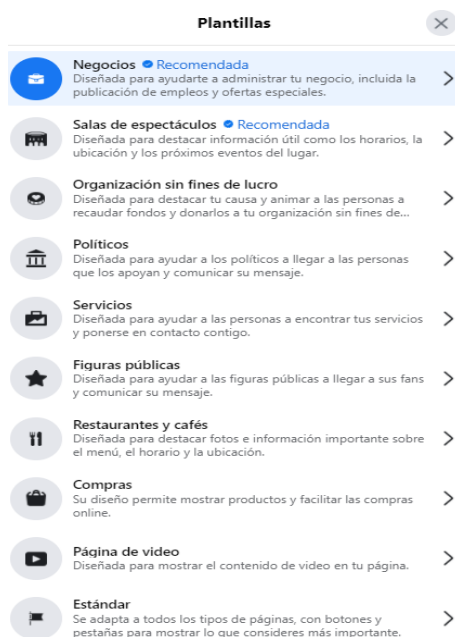 Plantillas
Negocios Recomendada
Diseñada para ayudarte a administrar tu negocio, incluida la
publicación de empleos y ofertas especiales.
Salas de espectáculos Recomendada
Diseñada para destacar información útil como los horarios, la
ubicación y los próximos eventos del lugar.
Organización sin fines de lucro
Diseñada para destacar tu causa y animar a las personas a
recaudar fondos y donarlos a tu organización sin fines de...
Políticos
Diseñada para ayudar a los políticos a llegar a las personas
que los apoyan y comunicar su mensaje.
Servicios
Diseñada para ayudar a las personas a encontrar tus servicios
y ponerse en contacto contigo.
Figuras públicas
Diseñada para ayudar a las figuras públicas a llegar a sus fans
y comunicar su mensaje.
Restaurantes y cafés
Diseñada para destacar fotos e información importante sobre
el menú, el horario y la ubicación.
Compras
Su diseño permite mostrar productos y facilitar las compras
online.
Página de video
Diseñada para mostrar el contenido de video en tu página.
Estándar
Se adapta a todos los tipos de páginas, con botones y
pestañas para mostrar lo que consideres más importante.